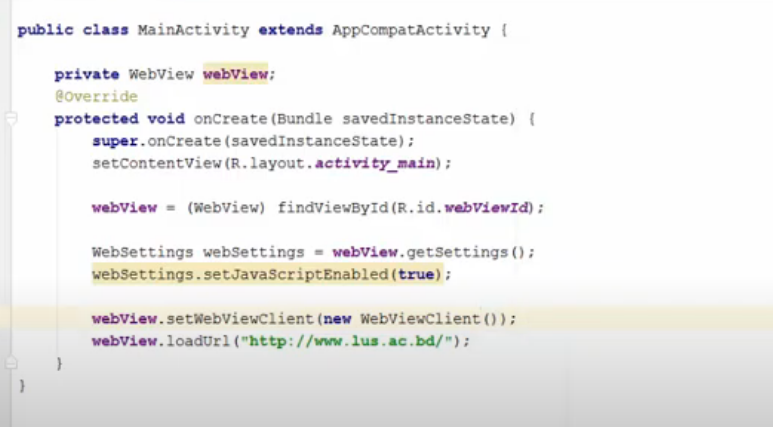 public class MainActivity extends AppCompatActivity {
private WebView webView;
@Override
protected void onCreate(Bundle savedInstanceState) {
super.onCreate(savedInstanceState);
setContentView(R.layout.activity_main);
webView = (WebView) findViewById(R.id.webViewId);
WebSettings webSettings = webView.getSettings();
webSettings.setJavaScriptEnabled(true);
webView.setWebViewClient(new WebViewClient());
webView.loadUrl("http://www.lus.ac.bd/");
}
}